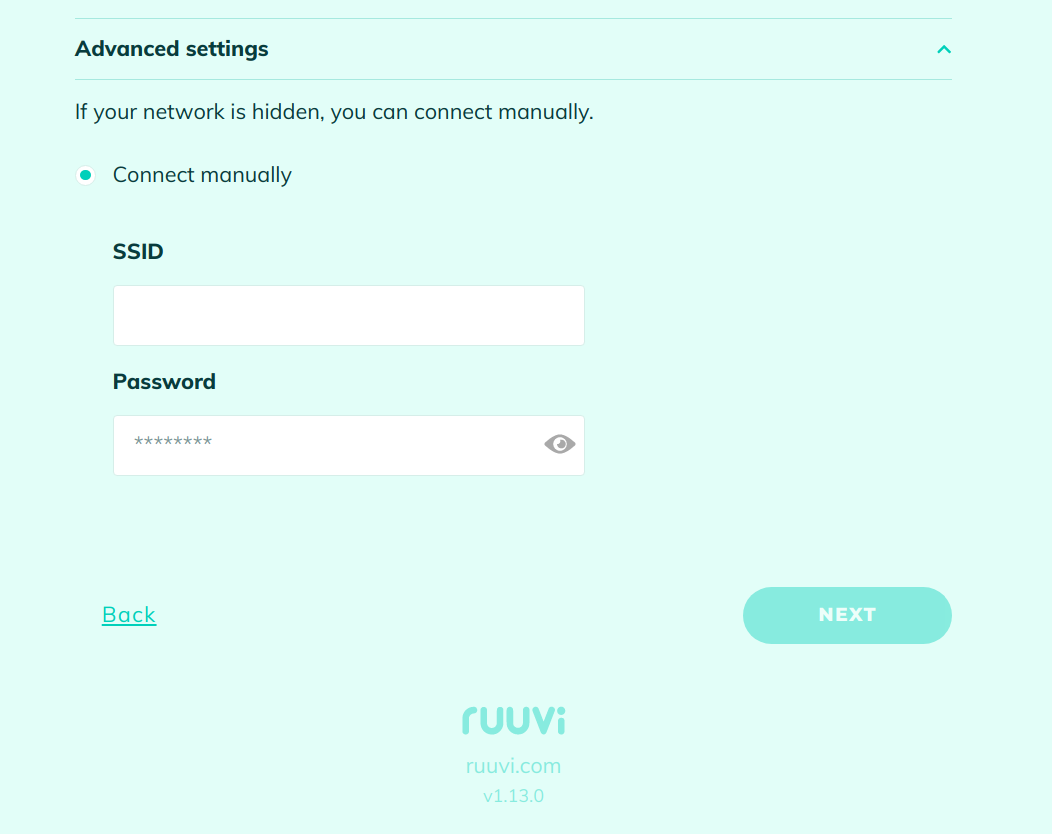 Advanced settings
If your network is hidden, you can connect manually.
Connect manually
SSID
Password
********
Back
NEXT
ruuvi
ruuvi.com
v1.13.0